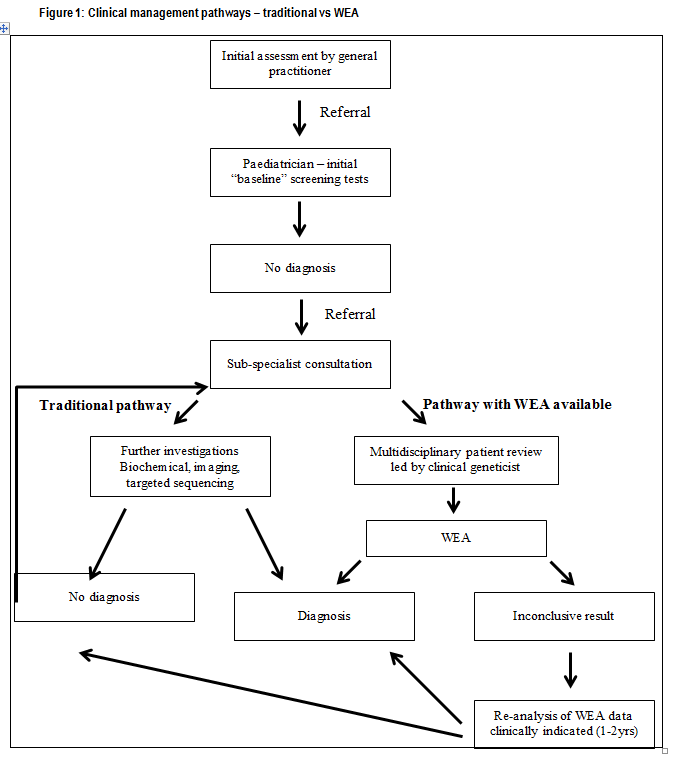 Figure 1: Clinical management pathways – traditional vs WEA
Initial assessment by general
practitioner
Referral
Paediatrician – initial
“baseline” screening tests
No diagnosis
Referral
Sub-specialist consultation
Traditional pathway
Pathway with WEA available
Further investigations
Biochemical, imaging,
targeted sequencing
Multidisciplinary patient review
led by clinical geneticist
WEA
No diagnosis
Diagnosis
Inconclusive result
Re-analysis of WEA data
clinically indicated (1-2yrs)